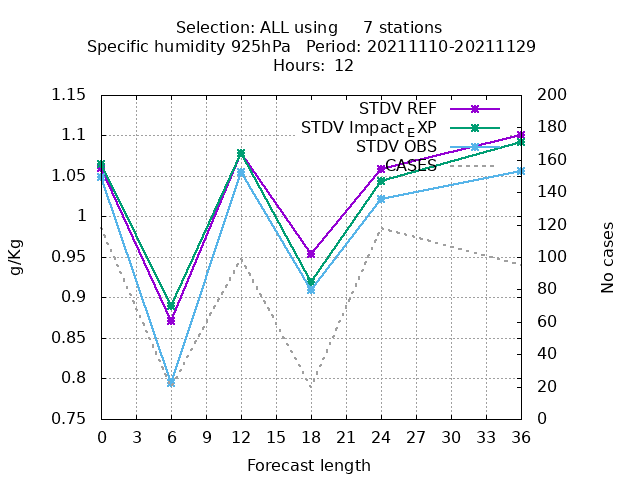 Selection: ALL using 7 stations
Specific humidity 925hPa Period: 20211110-20211129
Hours: 12
STDV REF
STDV Impact_EXP
STDV OBS
CASES
1.15
1.1
1.05
1
0.95
0.9
0.85
0.8
0.75
g/Kg
200
180
160
140
120
100
80
60
40
20
0
No cases
0 3 6 9 12 15 18 21 24 27 30 33 36
Forecast length